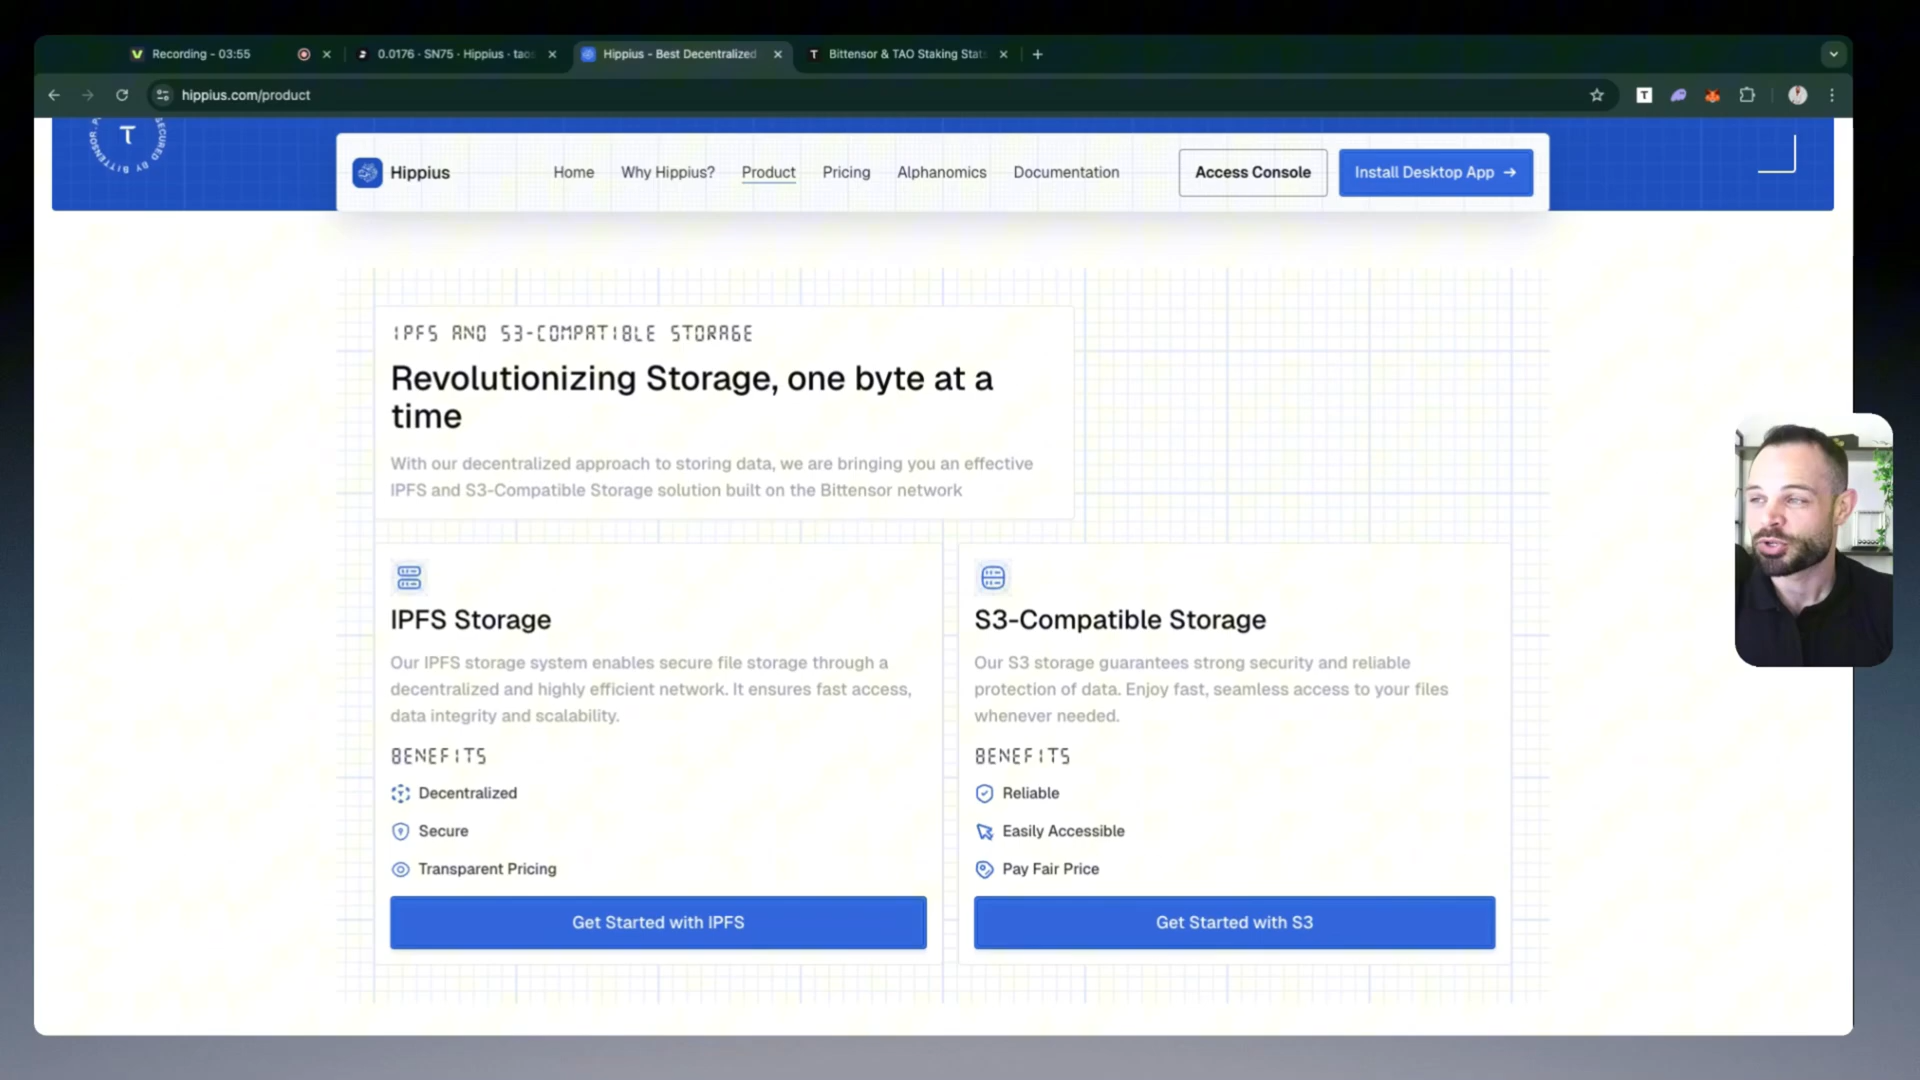 Recording - 03:55
0.0176 · SN75 · Hippius · tao
Hippius - Best Decentralized
Bittensor & TAO Staking Stat
hippius.com/product
SECURED BY BITTENSOR
Hippius
Home
Why Hippius?
Product
Pricing
Alphanomics
Documentation
Access Console
Install Desktop App →
IPFS AND S3-COMPATIBLE STORAGE
Revolutionizing Storage, one byte at a
time
With our decentralized approach to storing data, we are bringing you an effective
IPFS and S3-Compatible Storage solution built on the Bittensor network
IPFS Storage
Our IPFS storage system enables secure file storage through a
decentralized and highly efficient network. It ensures fast access,
data integrity and scalability.
BENEFITS
Decentralized
Secure
Transparent Pricing
Get Started with IPFS
S3-Compatible Storage
Our S3 storage guarantees strong security and reliable
protection of data. Enjoy fast, seamless access to your files
whenever needed.
BENEFITS
Reliable
Easily Accessible
Pay Fair Price
Get Started with S3